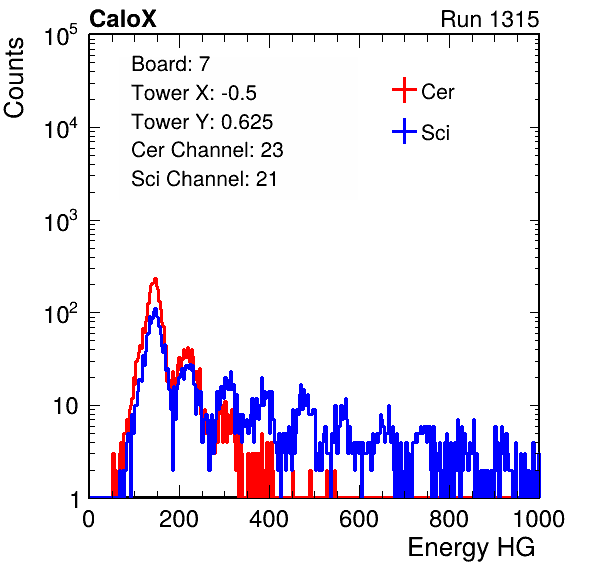 CaloX Run 1315
Counts
10^5
10^4
10^3
10^2
10
1
Board: 7
Tower X: -0.5
Tower Y: 0.625
Cer Channel: 23
Sci Channel: 21
Cer
Sci
0 200 400 600 800 1000
Energy HG